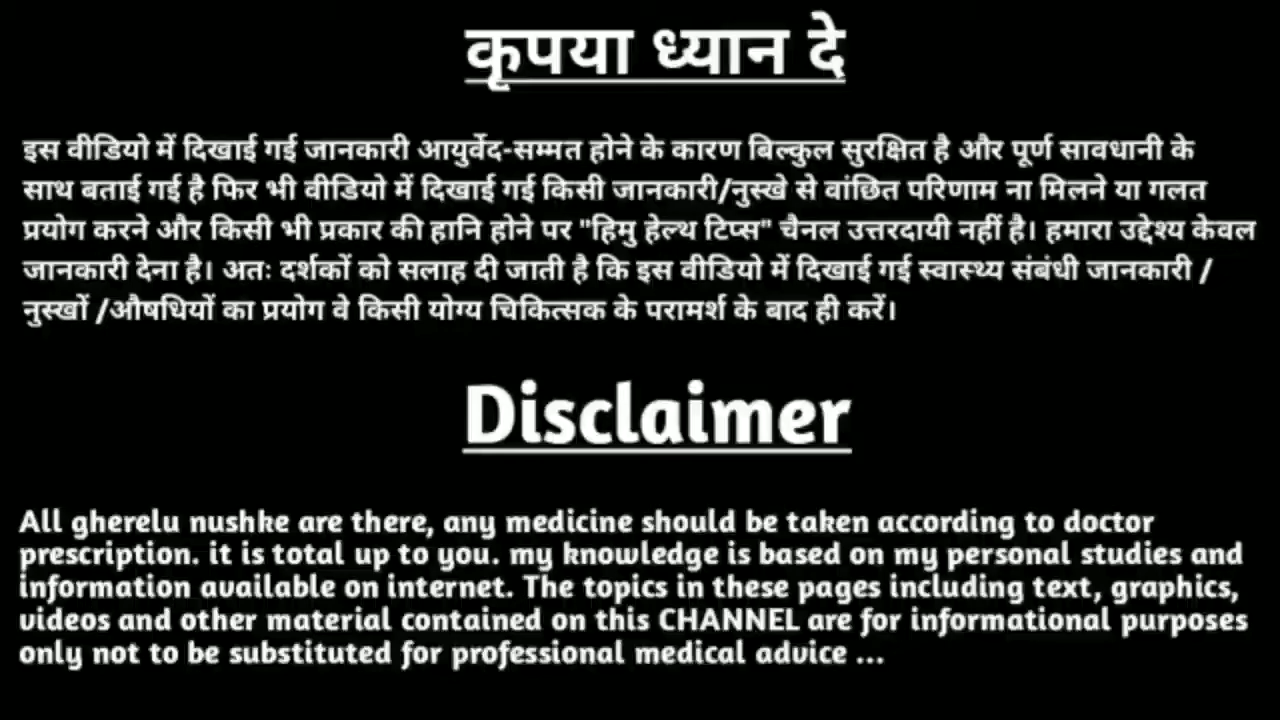 कृपया ध्यान दे
इस वीडियो में दिखाई गई जानकारी आयुर्वेद-सम्मत होने के कारण बिल्कुल सुरक्षित है और पूर्ण सावधानी के
साथ बताई गई है फिर भी वीडियो में दिखाई गई किसी जानकारी/नुस्खे से वांछित परिणाम ना मिलने या गलत
प्रयोग करने और किसी भी प्रकार की हानि होने पर "हिमु हेल्थ टिप्स" चैनल उत्तरदायी नहीं है। हमारा उद्देश्य केवल
जानकारी देना है। अतः दर्शकों को सलाह दी जाती है कि इस वीडियो में दिखाई गई स्वास्थ्य संबंधी जानकारी /
नुस्खों /औषधियों का प्रयोग वे किसी योग्य चिकित्सक के परामर्श के बाद ही करें।
Disclaimer
All gherelu nushke are there, any medicine should be taken according to doctor
prescription. it is total up to you. my knowledge is based on my personal studies and
information available on internet. The topics in these pages including text, graphics,
videos and other material contained on this CHANNEL are for informational purposes
only not to be substituted for professional medical advice ...